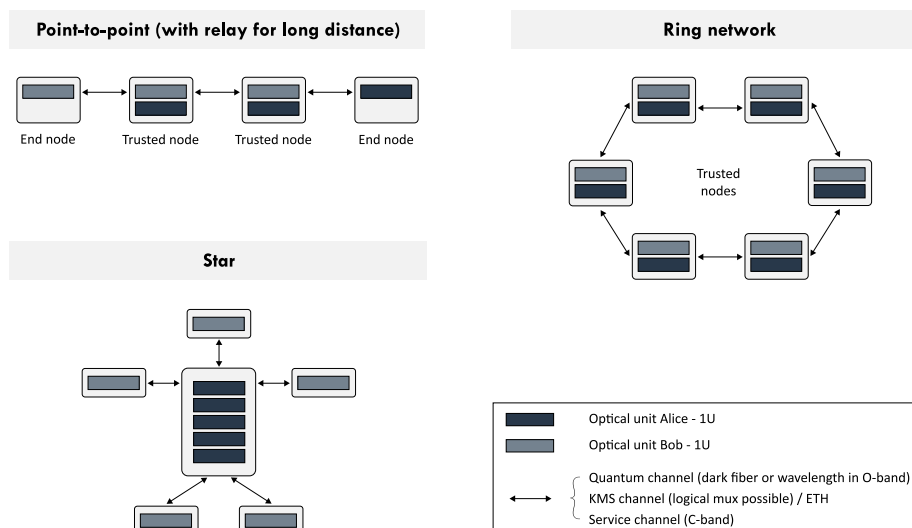 Point-to-point (with relay for long distance)
End node
Trusted node
Trusted node
End node
Ring network
Trusted
nodes
Star
Optical unit Alice - 1U
Optical unit Bob - 1U
Quantum channel (dark fiber or wavelength in O-band)
KMS channel (logical mux possible) / ETH
Service channel (C-band)